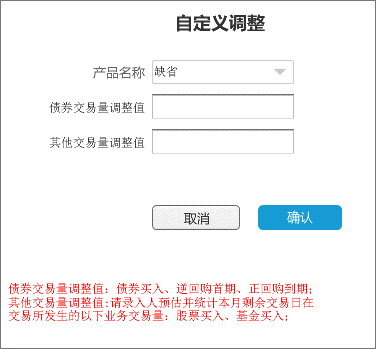 自定义调整
产品名称 缺省
债券交易量调整值
其他交易量调整值
取消 确认
债券交易量调整值：债券买入、逆回购首期、正回购到期；
其他交易量调整值:请录入人预估并统计本月剩余交易日在
交易所发生的以下业务交易量：股票买入、基金买入；